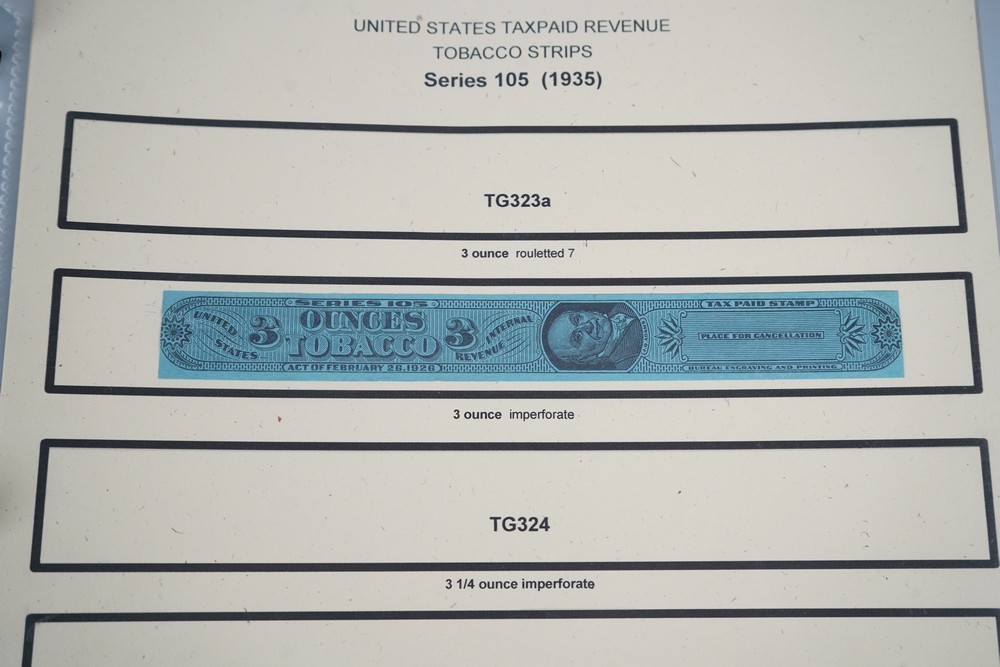 UNITED STATES TAXPAID REVENUE
TOBACCO STRIPS
Series 105 (1935)
TG323a
3 ounce rouletted 7
SERIES 105
TAX PAID STAMP
UNITED STATES
3
OUNCES
TOBACCO
3
INTERNAL REVENUE
PLACE FOR CANCELLATION
ACT OF FEBRUARY 26, 1926
BUREAU ENGRAVING AND PRINTING
3 ounce imperforate
TG324
3 1/4 ounce imperforate